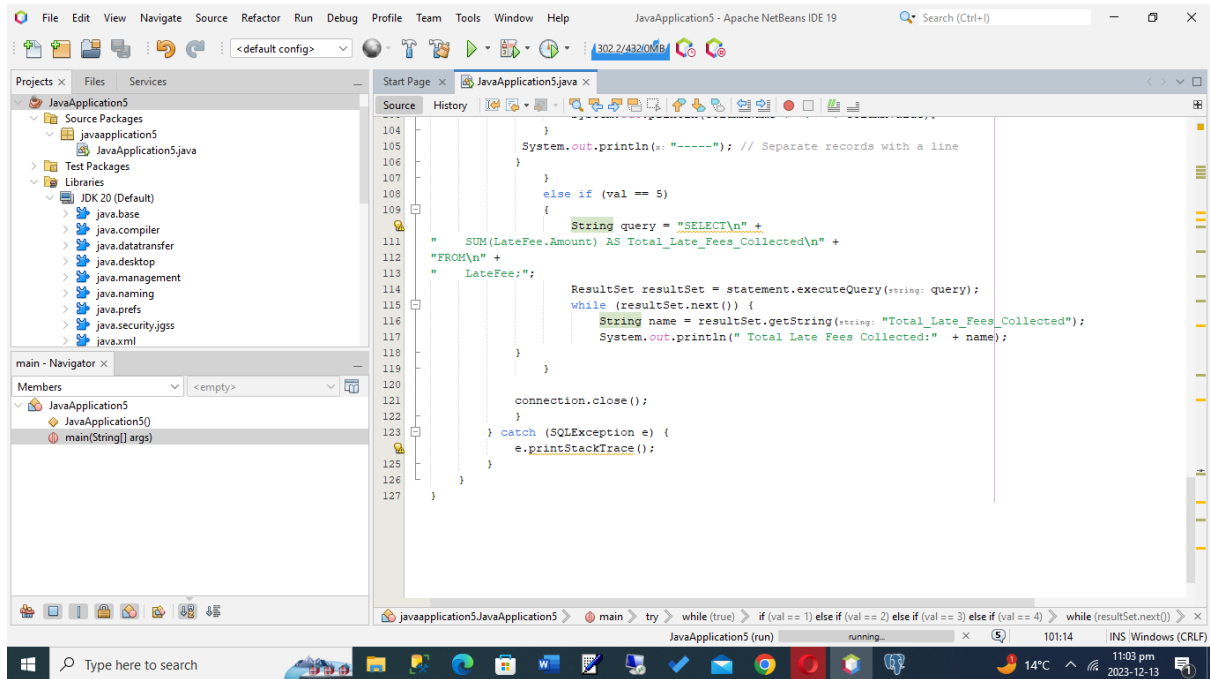 File Edit View Navigate Source Refactor Run Debug Profile Team Tools Window Help JavaApplication5 - Apache NetBeans IDE 19 Search (Ctrl+I)
<default config> 302.2/432.0MB
Projects Files Services
Start Page JavaApplication5.java
JavaApplication5
Source Packages
javaapplication5
JavaApplication5.java
Test Packages
Libraries
JDK 20 (Default)
java.base
java.compiler
java.datatransfer
java.desktop
java.management
java.naming
java.prefs
java.security.jgss
java.xml
main - Navigator
Members <empty>
JavaApplication5
JavaApplication5()
main(String[] args)
Source History
104 }
105 System.out.println(x: "-----"); // Separate records with a line
106 }
107 }
108 else if (val == 5)
109 {
String query = "SELECT\n" +
111 " SUM(LateFee.Amount) AS Total_Late_Fees_Collected\n" +
112 "FROM\n" +
113 " LateFee;";
114 ResultSet resultSet = statement.executeQuery(string: query);
115 while (resultSet.next()) {
116 String name = resultSet.getString(string: "Total_Late_Fees_Collected");
117 System.out.println(" Total Late Fees Collected:" + name);
118 }
119 }
120
121 connection.close();
122 }
123 } catch (SQLException e) {
e.printStackTrace();
125 }
126 }
127 }
javaapplication5.JavaApplication5 main try while (true) if (val == 1) else if (val == 2) else if (val == 3) else if (val == 4) while (resultSet.next())
JavaApplication5 (run) running... 5 101:14 INS Windows (CRLF)
Type here to search 14°C 11:03 pm
2023-12-13 1